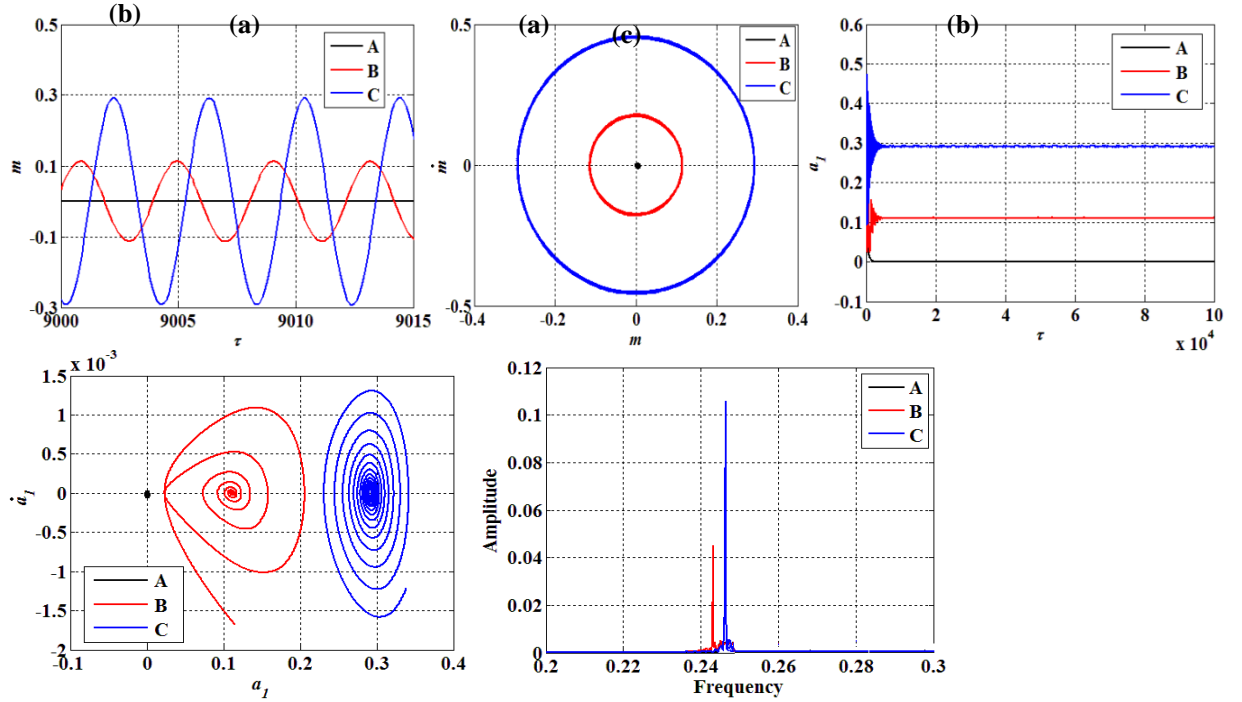 (b)
(a)
(a)
(c)
(b)
0.5
0.3
0.1
-0.1
-0.3
m
9000
9005
9010
9015
τ
A
B
C
0.5
0
-0.5
ṁ
-0.4
-0.2
0
0.2
0.4
m
A
B
C
0.6
0.5
0.4
0.3
0.2
0.1
0
-0.1
a₁
0
2
4
6
8
10
x 10⁴
τ
A
B
C
x 10⁻³
1.5
1
0.5
0
-0.5
-1
-1.5
-2
ȧ₁
-0.1
0
0.1
0.2
0.3
0.4
a₁
A
B
C
0.12
0.1
0.08
0.06
0.04
0.02
0
Amplitude
0.2
0.22
0.24
0.26
0.28
0.3
Frequency
A
B
C